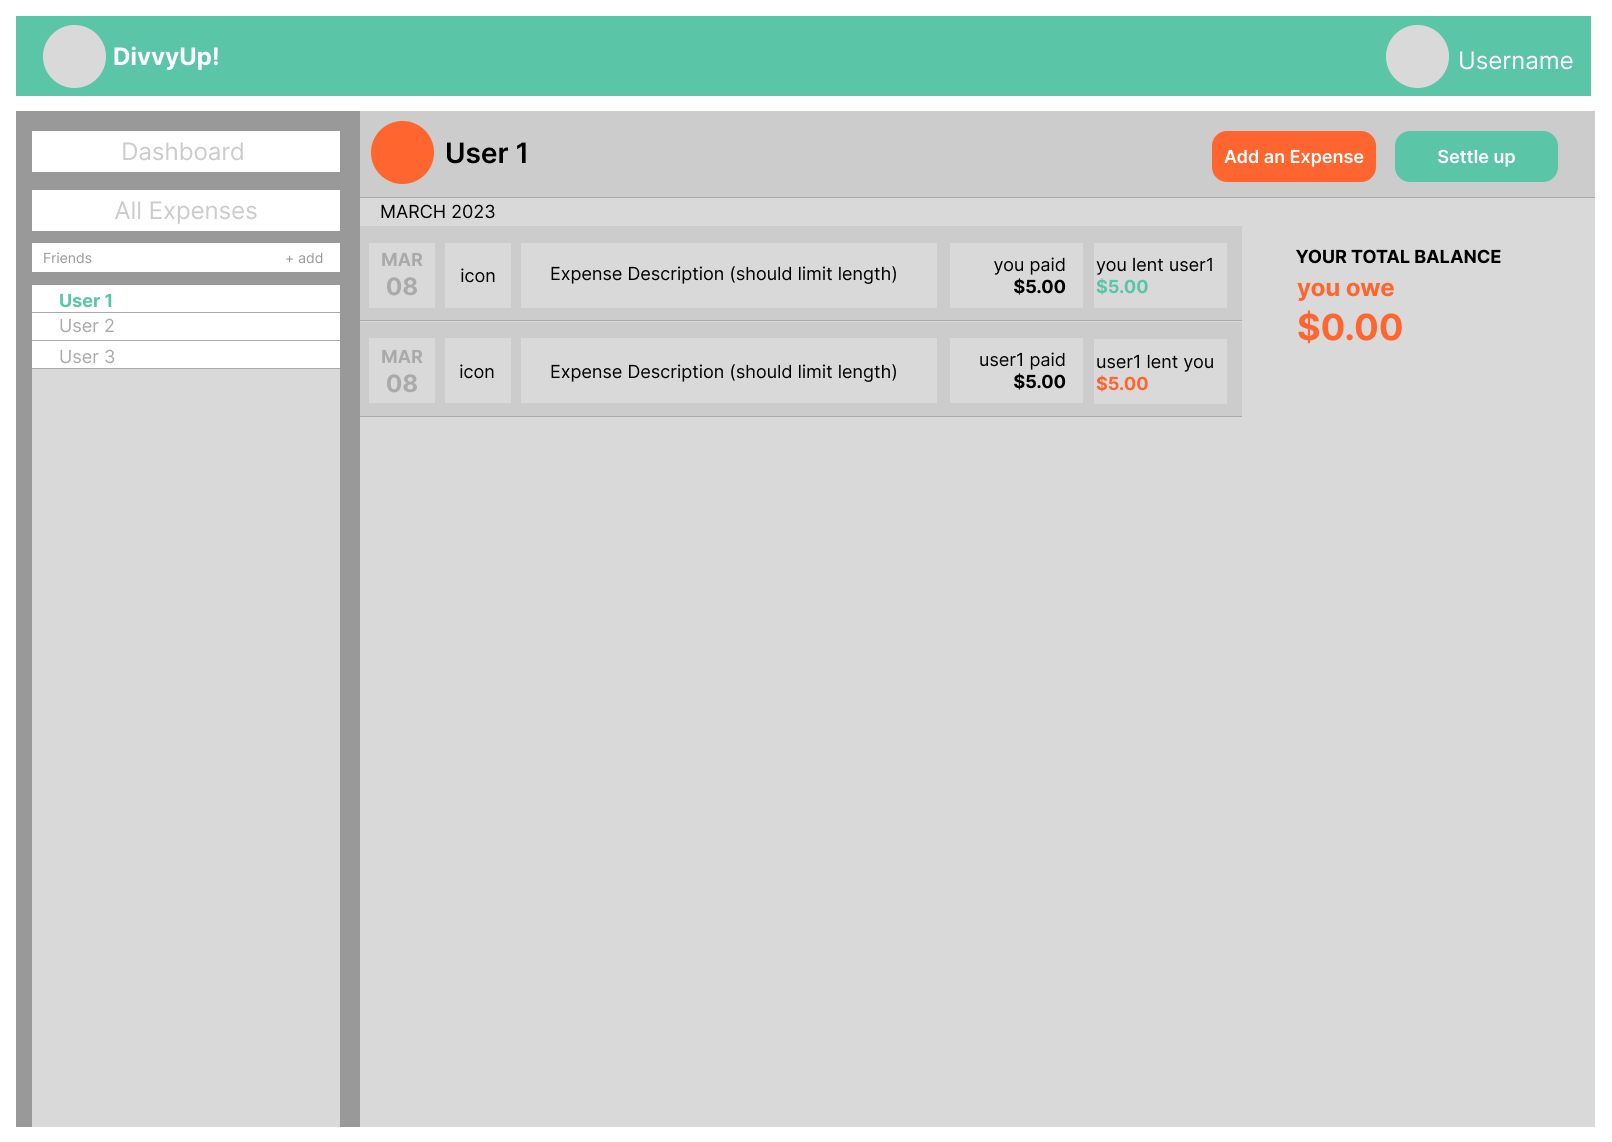 DivvyUp!
Username
Dashboard
All Expenses
Friends
+ add
User 1
User 2
User 3
User 1
Add an Expense
Settle up
MARCH 2023
MAR
08
icon
Expense Description (should limit length)
you paid
$5.00
you lent user1
$5.00
MAR
08
icon
Expense Description (should limit length)
user1 paid
$5.00
user1 lent you
$5.00
YOUR TOTAL BALANCE
you owe
$0.00